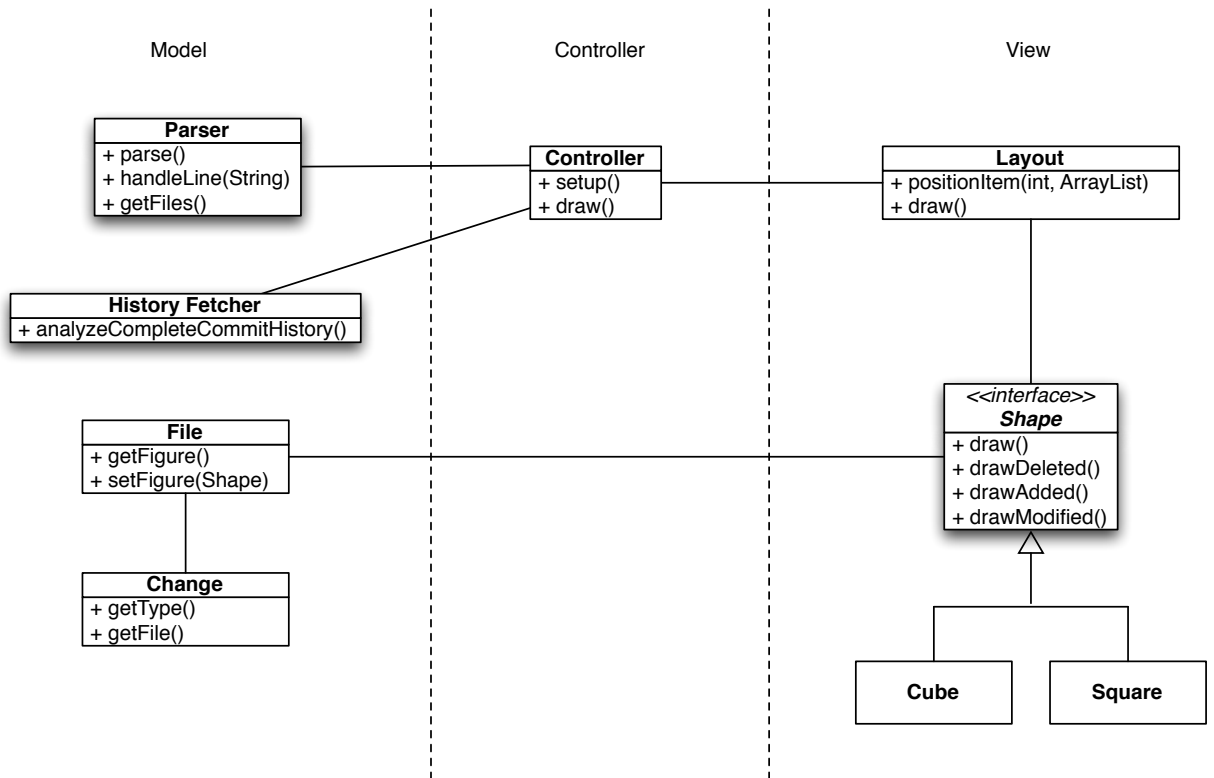 Model
Controller
View
Parser
+ parse()
+ handleLine(String)
+ getFiles()
Controller
+ setup()
+ draw()
Layout
+ positionItem(int, ArrayList)
+ draw()
History Fetcher
+ analyzeCompleteCommitHistory()
<<interface>>
Shape
+ draw()
+ drawDeleted()
+ drawAdded()
+ drawModified()
File
+ getFigure()
+ setFigure(Shape)
Change
+ getType()
+ getFile()
Cube
Square